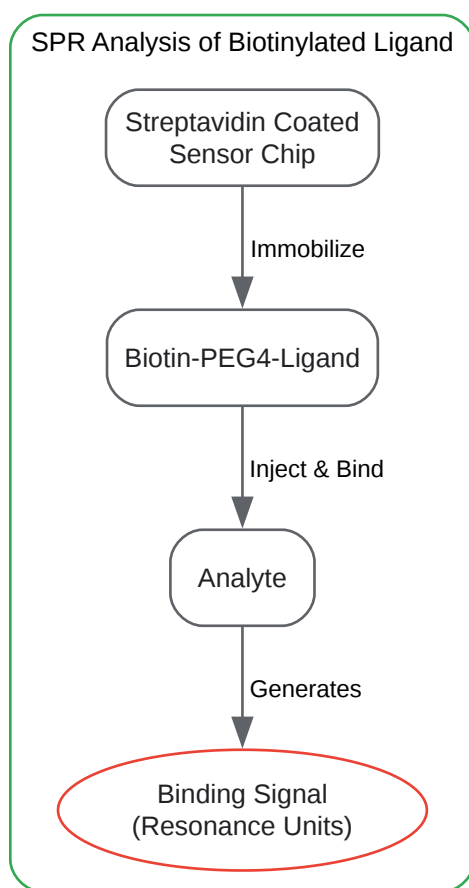 SPR Analysis of Biotinylated Ligand
Streptavidin Coated
Sensor Chip
Immobilize
Biotin-PEG4-Ligand
Inject & Bind
Analyte
Generates
Binding Signal
(Resonance Units)